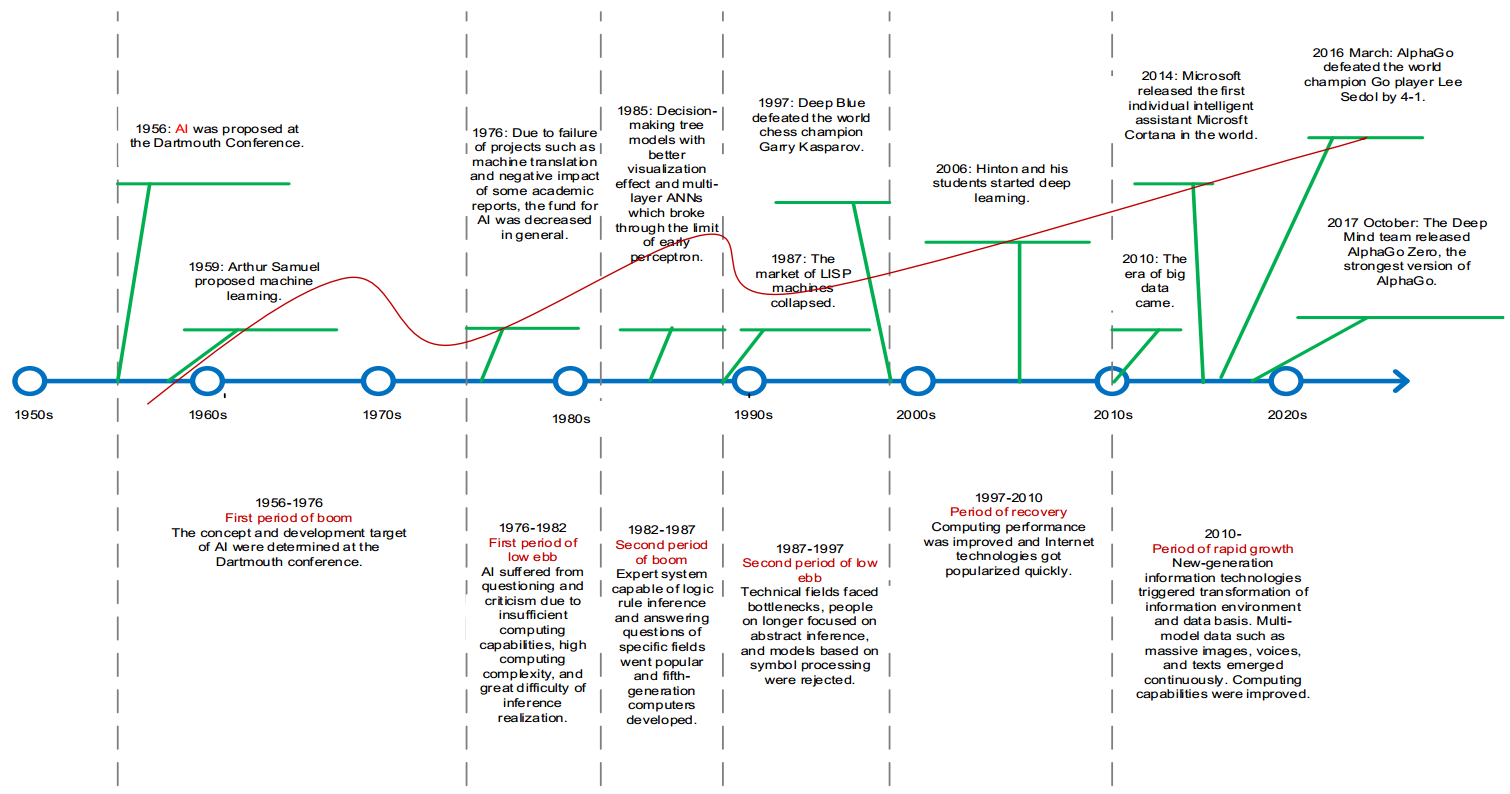 1956: AI was proposed at
the Dartmouth Conference.
1959: Arthur Samuel
proposed machine
learning.
1976: Due to failure
of projects such as
machine translation
and negative impact
of some academic
reports, the fund for
AI was decreased
in general.
1985: Decision-
making tree
models with
better
visualization
effect and multi-
layer ANNs
which broke
through the limit
of early
perceptron.
1997: Deep Blue
defeated the world
chess champion
Garry Kasparov.
1987: The
market of LISP
machines
collapsed.
2006: Hinton and his
students started deep
learning.
2014: Microsoft
released the first
individual intelligent
assistant Microsft
Cortana in the world.
2010: The
era of big
data
came.
2016 March: AlphaGo
defeated the world
champion Go player Lee
Sedol by 4-1.
2017 October: The Deep
Mind team released
AlphaGo Zero, the
strongest version of
AlphaGo.
1950s
1960s
1970s
1980s
1990s
2000s
2010s
2020s
1956-1976
First period of boom
The concept and development target
of AI were determined at the
Dartmouth conference.
1976-1982
First period of
low ebb
AI suffered from
questioning and
criticism due to
insufficient
computing
capabilities, high
computing
complexity, and
great difficulty of
inference
realization.
1982-1987
Second period
of boom
Expert system
capable of logic
rule inference
and answering
questions of
specific fields
went popular
and fifth-
generation
computers
developed.
1987-1997
Second period of low
ebb
Technical fields faced
bottlenecks, people
on longer focused on
abstract inference,
and models based on
symbol processing
were rejected.
1997-2010
Period of recovery
Computing performance
was improved and Internet
technologies got
popularized quickly.
2010-
Period of rapid growth
New-generation
information technologies
triggered transformation of
information environment
and data basis. Multi-
model data such as
massive images, voices,
and texts emerged
continuously. Computing
capabilities were improved.